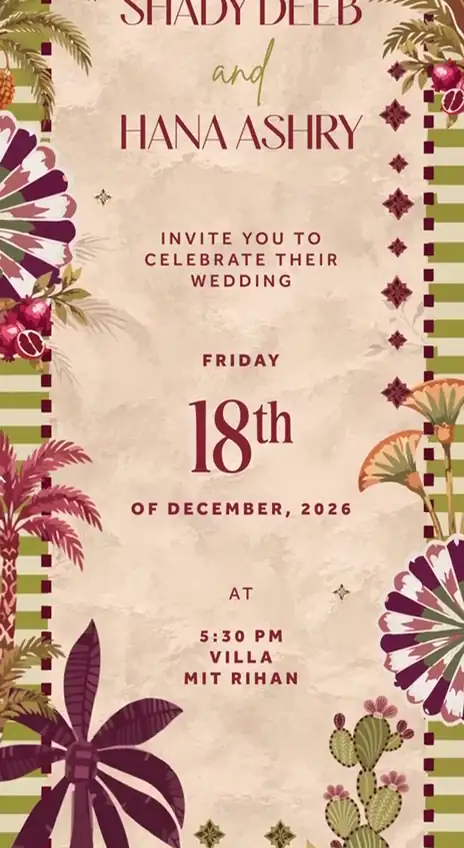 SHADY DEEB
and
HANA ASHRY
INVITE YOU TO
CELEBRATE THEIR
WEDDING
FRIDAY
18th
OF DECEMBER, 2026
AT
5:30 PM
VILLA
MIT RIHAN